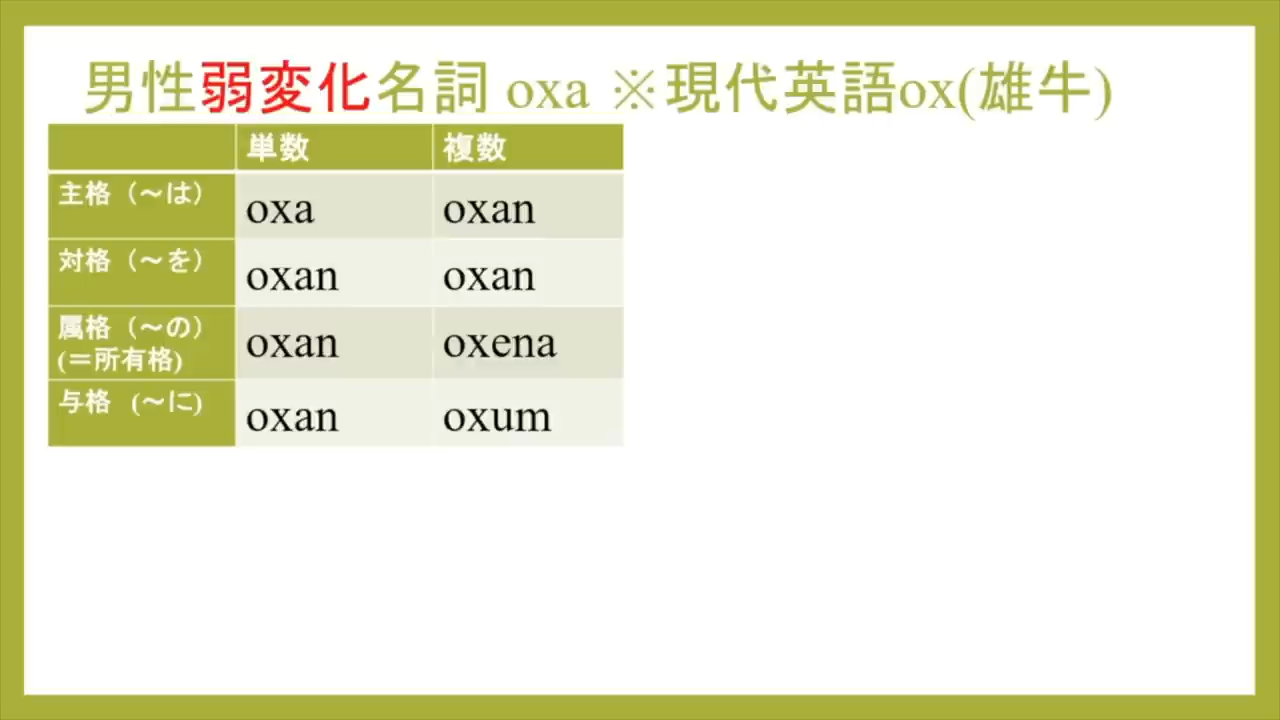 男性弱変化名詞 oxa ※現代英語ox(雄牛)
単数 複数
主格（～は） oxa oxan
対格（～を） oxan oxan
属格（～の）
(＝所有格) oxan oxena
与格 (～に) oxan oxum